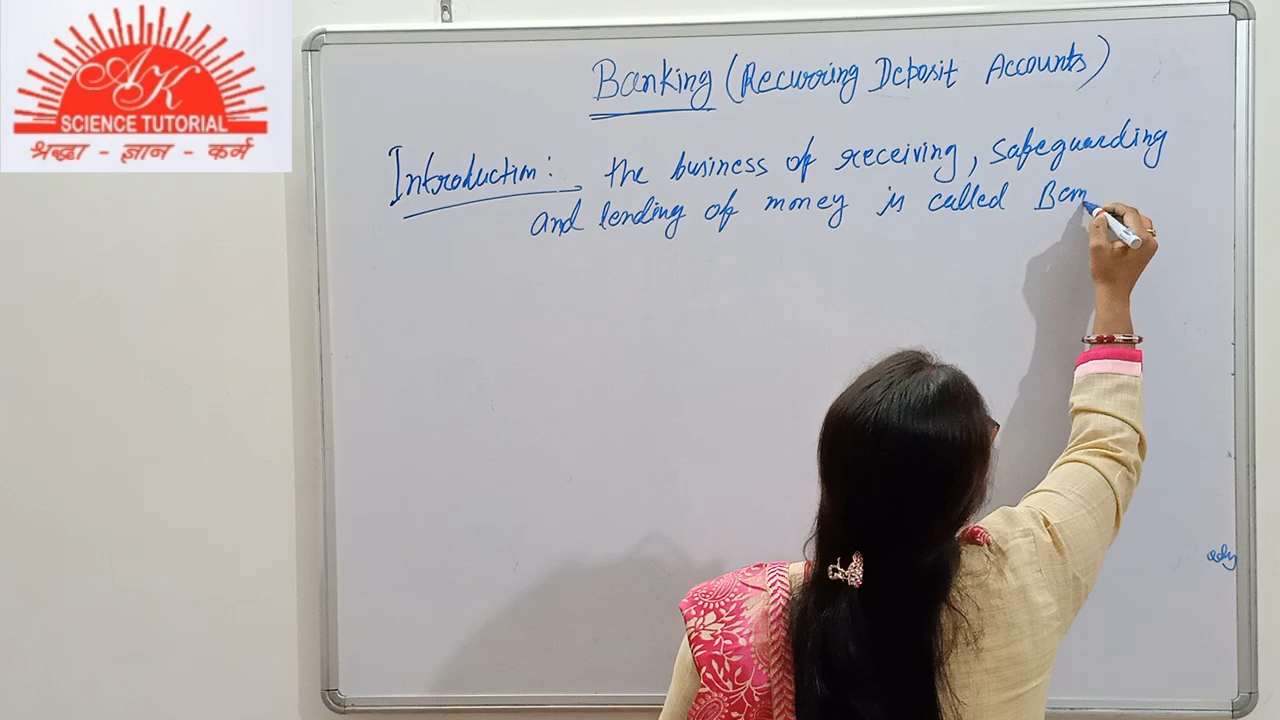 AK
SCIENCE TUTORIAL
श्रद्धा - ज्ञान - कर्म
Banking (Recurring Deposit Accounts)
Introduction: the business of receiving, safeguarding
and lending of money is called Ban